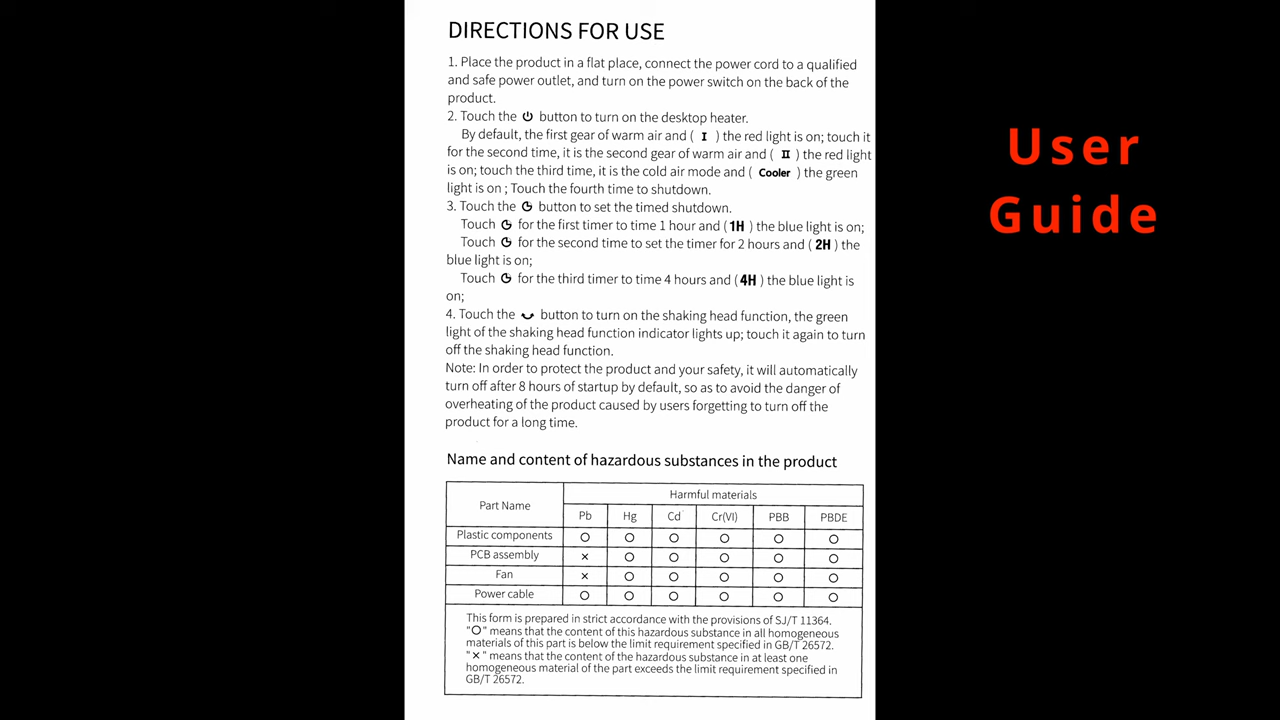 DIRECTIONS FOR USE
1. Place the product in a flat place, connect the power cord to a qualified
and safe power outlet, and turn on the power switch on the back of the
product.
2. Touch the ⏻ button to turn on the desktop heater.
By default, the first gear of warm air and ( I ) the red light is on; touch it
for the second time, it is the second gear of warm air and ( II ) the red light
is on; touch the third time, it is the cold air mode and ( Cooler ) the green
light is on ; Touch the fourth time to shutdown.
3. Touch the button to set the timed shutdown.
Touch for the first timer to time 1 hour and ( 1H ) the blue light is on;
Touch for the second time to set the timer for 2 hours and ( 2H ) the
blue light is on;
Touch for the third timer to time 4 hours and ( 4H ) the blue light is
on;
4. Touch the button to turn on the shaking head function, the green
light of the shaking head function indicator lights up; touch it again to turn
off the shaking head function.
Note: In order to protect the product and your safety, it will automatically
turn off after 8 hours of startup by default, so as to avoid the danger of
overheating of the product caused by users forgetting to turn off the
product for a long time.
Name and content of hazardous substances in the product
Part Name
Harmful materials
Pb Hg Cd Cr(VI) PBB PBDE
Plastic components O O O O O O
PCB assembly × O O O O O
Fan × O O O O O
Power cable O O O O O O
This form is prepared in strict accordance with the provisions of SJ/T 11364.
"O" means that the content of this hazardous substance in all homogeneous
materials of this part is below the limit requirement specified in GB/T 26572.
"×" means that the content of the hazardous substance in at least one
homogeneous material of the part exceeds the limit requirement specified in
GB/T 26572.
User
Guide